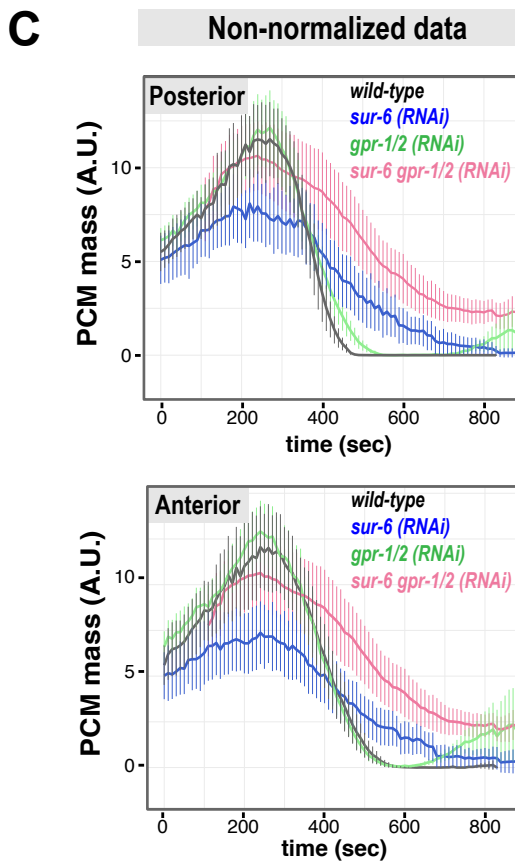 C
Non-normalized data
Posterior
wild-type
sur-6 (RNAi)
gpr-1/2 (RNAi)
sur-6 gpr-1/2 (RNAi)
PCM mass (A.U.)
10
5
0
0 200 400 600 800
time (sec)
Anterior
wild-type
sur-6 (RNAi)
gpr-1/2 (RNAi)
sur-6 gpr-1/2 (RNAi)
PCM mass (A.U.)
10
5
0
0 200 400 600 800
time (sec)